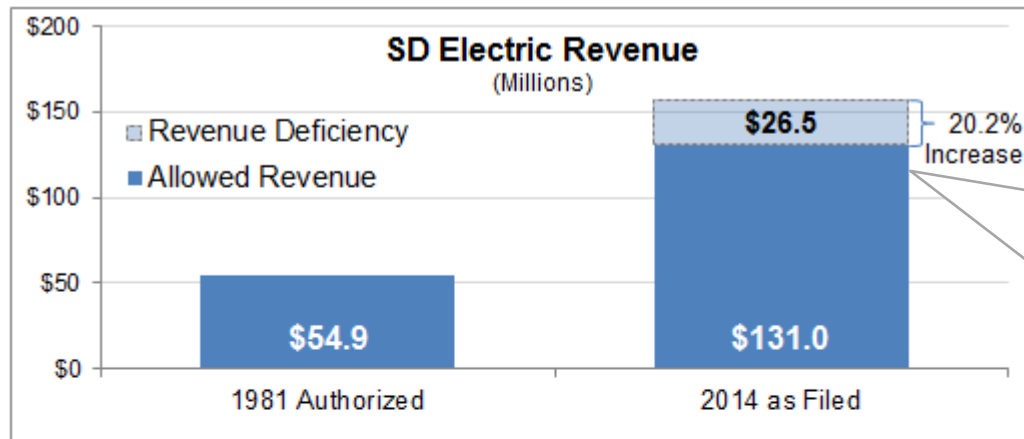 SD Electric Revenue
(Millions)
$200
$150
$100
$50
$0
Revenue Deficiency
Allowed Revenue
$26.5
20.2%
Increase
$54.9
$131.0
1981 Authorized
2014 as Filed